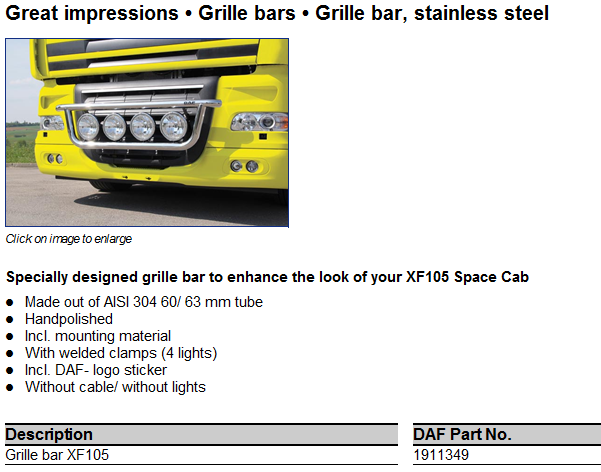 Great impressions • Grille bars • Grille bar, stainless steel
DAF
Click on image to enlarge
Specially designed grille bar to enhance the look of your XF105 Space Cab
● Made out of AISI 304 60/ 63 mm tube
● Handpolished
● Incl. mounting material
● With welded clamps (4 lights)
● Incl. DAF- logo sticker
● Without cable/ without lights
Description DAF Part No.
Grille bar XF105 1911349